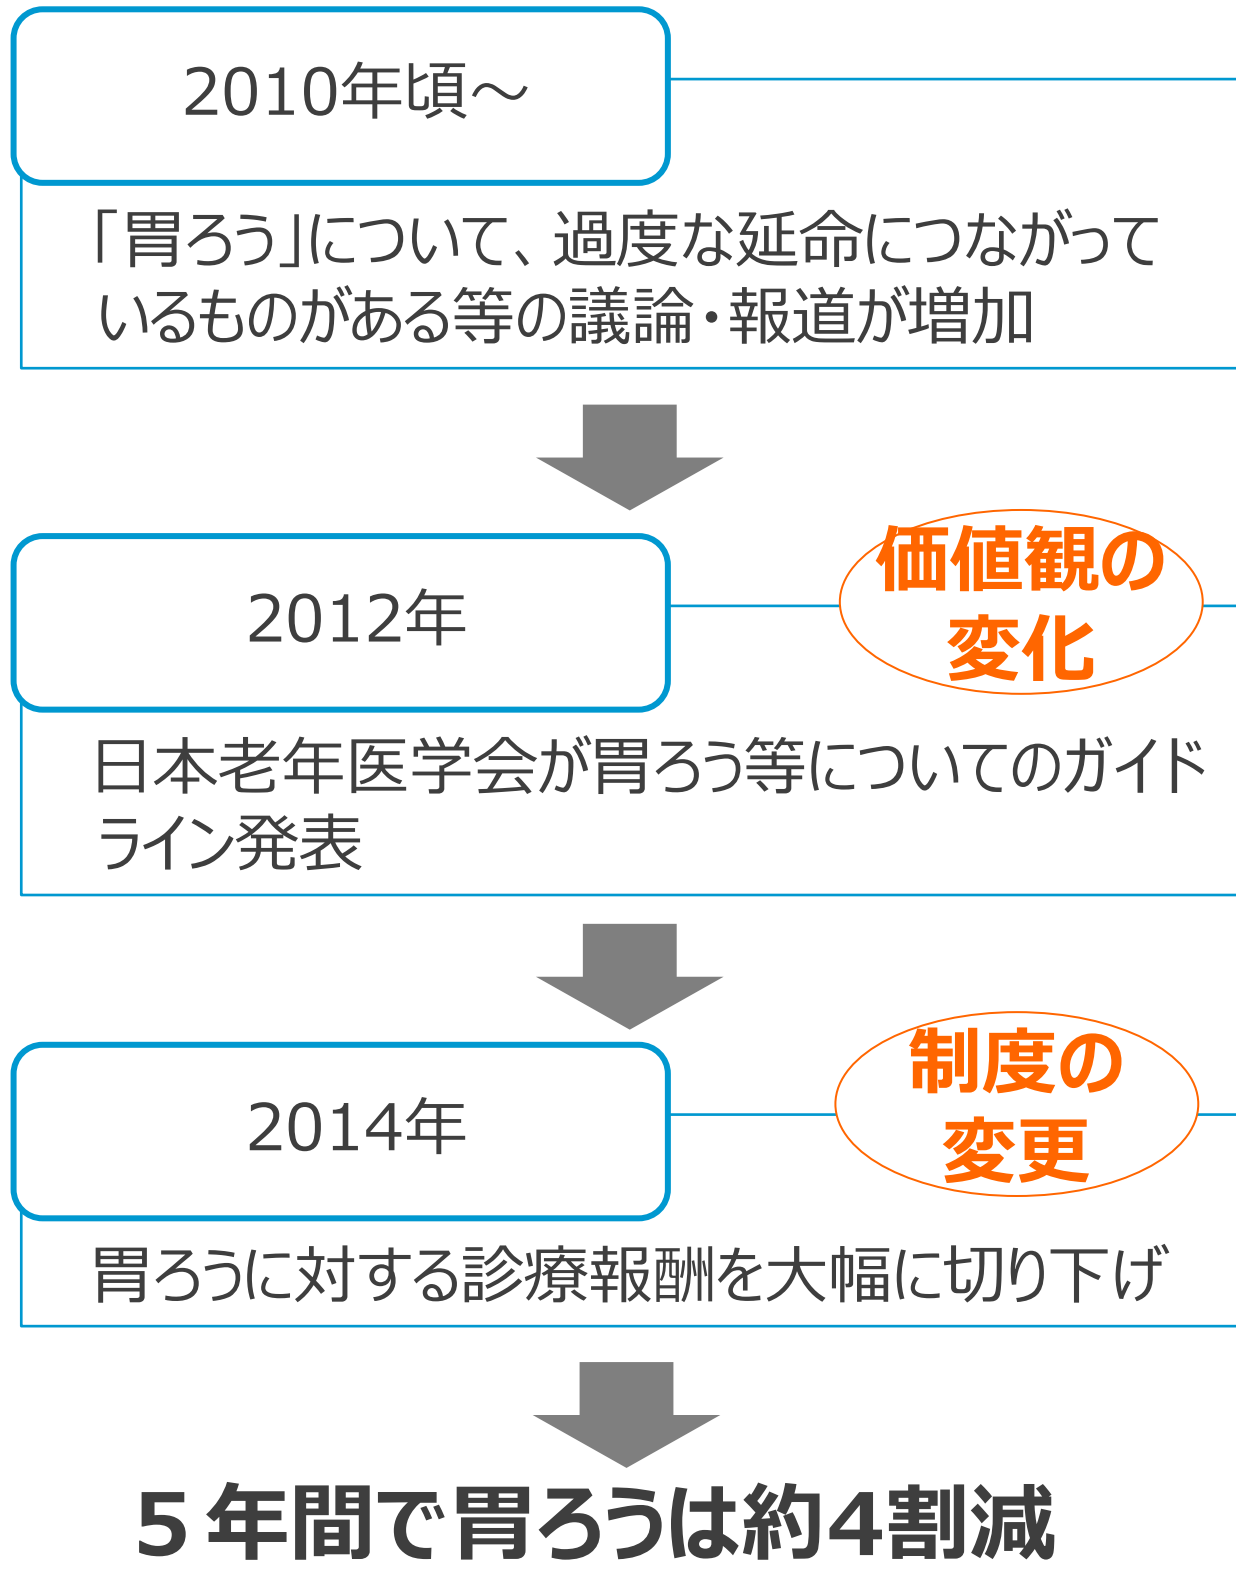 2010年頃～
「胃ろう」について、過度な延命につながって
いるものがある等の議論・報道が増加
価値観の
変化
2012年
日本老年医学会が胃ろう等についてのガイド
ライン発表
制度の
変更
2014年
胃ろうに対する診療報酬を大幅に切り下げ
５年間で胃ろうは約4割減